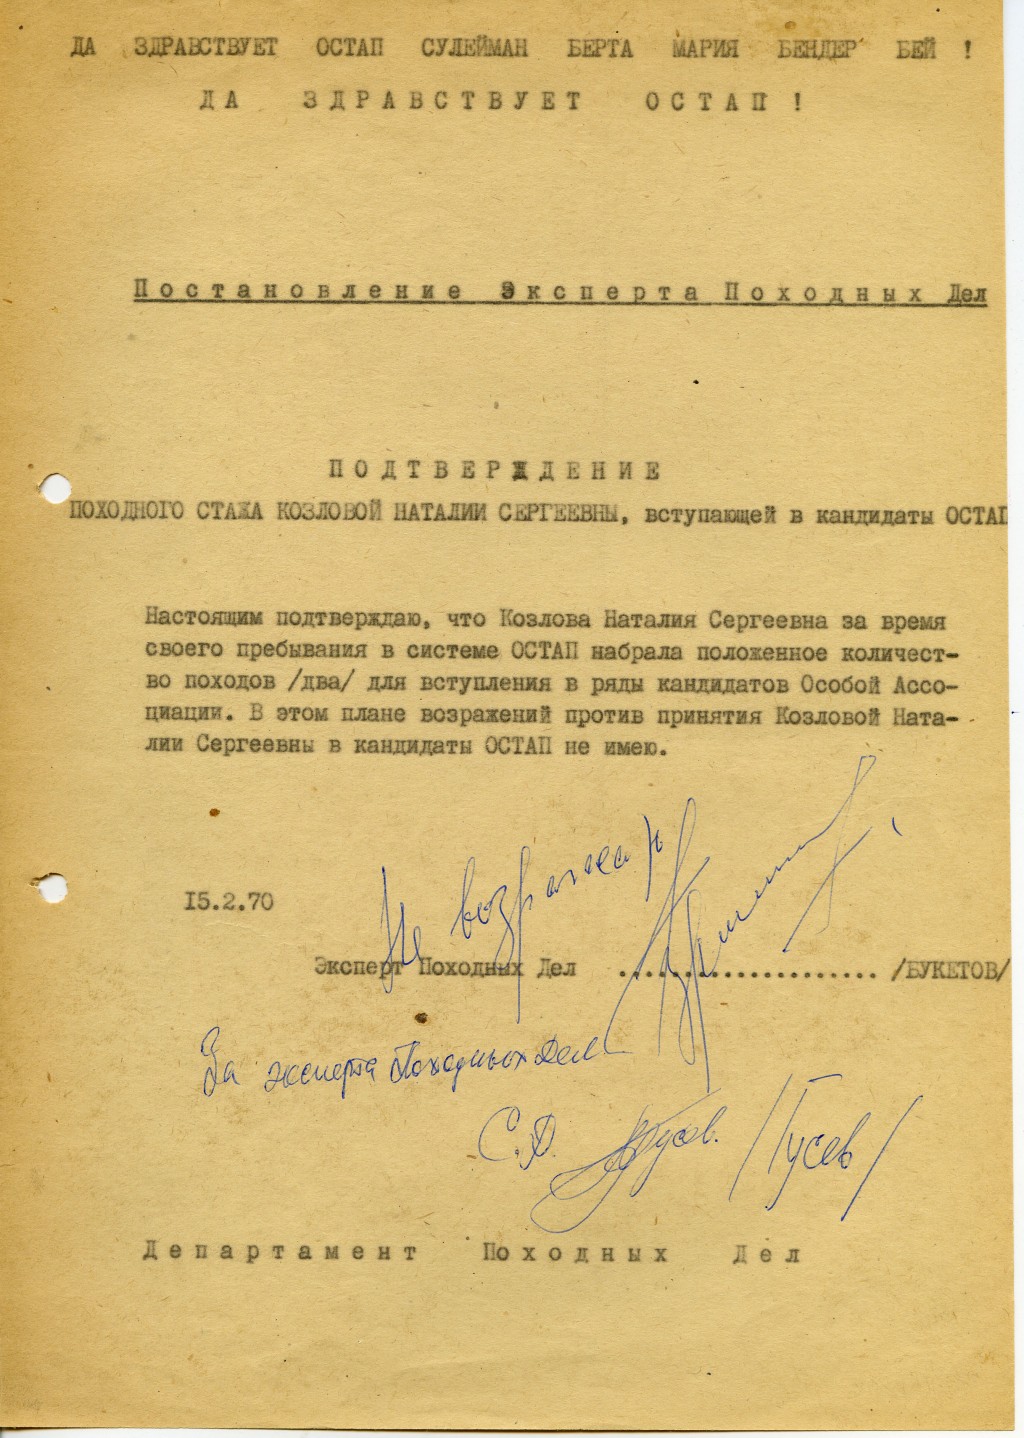 ДА ЗДРАВСТВУЕТ ОСТАП СУЛЕЙМАН БЕРТА МАРИЯ БЕНДЕР БЕЙ !
ДА ЗДРАВСТВУЕТ ОСТАП !
Постановление Эксперта Походных Дел
ПОДТВЕРЖДЕНИЕ
ПОХОДНОГО СТАЖА КОЗЛОВОЙ НАТАЛИИ СЕРГЕЕВНЫ, вступающей в кандидаты ОСТАП
Настоящим подтверждаю, что Козлова Наталия Сергеевна за время
своего пребывания в системе ОСТАП набрала положенное количест-
во походов /два/ для вступления в ряды кандидатов Особой Ассо-
циации. В этом плане возражений против принятия Козловой Ната-
лии Сергеевны в кандидаты ОСТАП не имею.
Не возражаю
I5.2.70
Эксперт Походных Дел .................... /БУКЕТОВ/
За эксперта Походных Дел
С.Д. Гусев. /Гусев/
Департамент Походных Дел